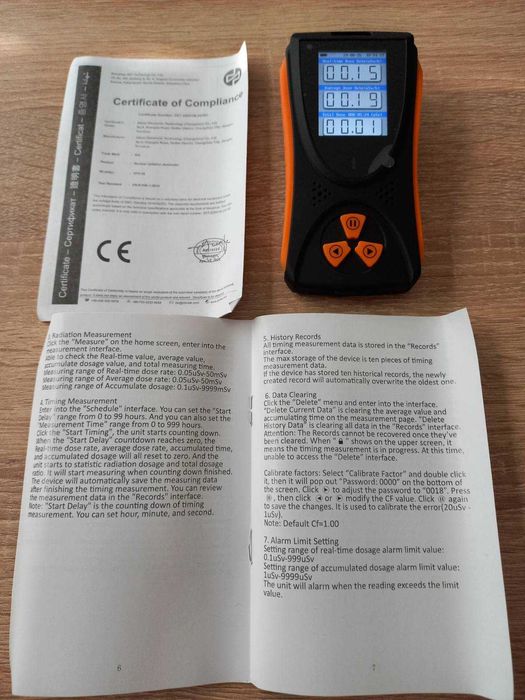 Certificate of Compliance
CE
Certificate – Сертификат – 證明書 – Certificat –
Real-time Dose Rate(uSv/h)
00.15
Average Dose Rate(uSv/h)
00.19
00.01
3 Radiation Measurement
Click the "Measure" on the home screen, enter into the
measurement interface.
Able to check the Real-time value, average value,
cumulate dosage value, and total measuring time.
Measuring range of Real-time dose rate: 0.05uSv-50mSv
Measuring range of Average dose rate: 0.05uSv-50mSv
Measuring range of Accumulate dosage: 0.1uSv-9999mSv
4. Timing Measurement
Enter into the "Schedule" interface. You can set the "Start
Delay" range from 0 to 99 hours. And you can also set the
"Measurement Time" range from 0 to 999 hours.
Click the "Start Timing", the unit starts counting down.
When the "Start Delay" countdown reaches zero, the
Real-time dose rate, average dose rate, accumulated time,
and accumulated dosage will all reset to zero. And the
unit starts to statistic radiation dosage and total dosage
ratio. It will start measuring when counting down finished.
The device will automatically save the measuring data
after finishing the timing measurement. You can review
the measurement data in the "Records" interface.
Note: "Start Delay" is the counting down of timing
measurement. You can set hour, minute, and second.
6
5. History Records
All timing measurement data is stored in the "Records"
interface.
The max storage of the device is ten pieces of timing
measurement data.
If the device has stored ten historical records, the newly
created record will automatically overwrite the oldest one.
6. Data Clearing
Click the "Delete" menu and enter into the interface.
"Delete Current Data" is clearing the average value and
accumulating time on the measurement page. "Delete
History Data" is clearing all data in the "Records" interface.
Attention: The Records cannot be recovered once they've
been cleared. When "🔒" shows on the upper screen, it
means the timing measurement is in progress. At this time,
unable to access the "Delete" interface.
Calibrate factors: Select "Calibrate Factor" and double click
it, then it will pop out "Password: 0000" on the bottom of
the screen. Click ▷ to adjust the password to "0018". Press
⏸, then click ◁ or ▷ modify the CF value. Click ⏸ again
to save the changes. It is used to calibrate the error(20uSv -
1uSv).
Note: Default Cf=1.00
7. Alarm Limit Setting
Setting range of real-time dosage alarm limit value:
0.1uSv-999uSv
Setting range of accumulated dosage alarm limit value:
1uSv-9999uSv
The unit will alarm when the reading exceeds the limit
value.
7